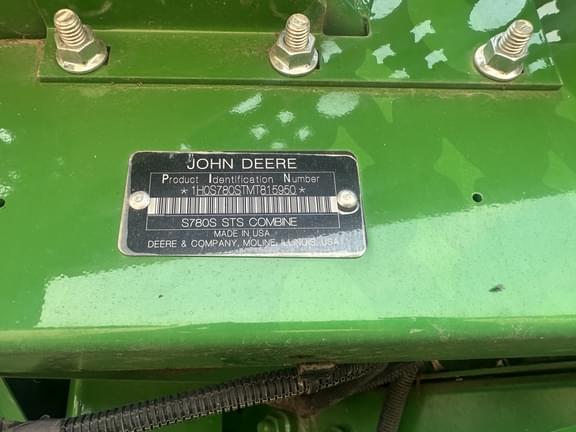 JOHN DEERE
Product Identification Number
*1H0S780STMT815950*
S780S STS COMBINE
MADE IN USA
DEERE & COMPANY, MOLINE, ILLINOIS, USA